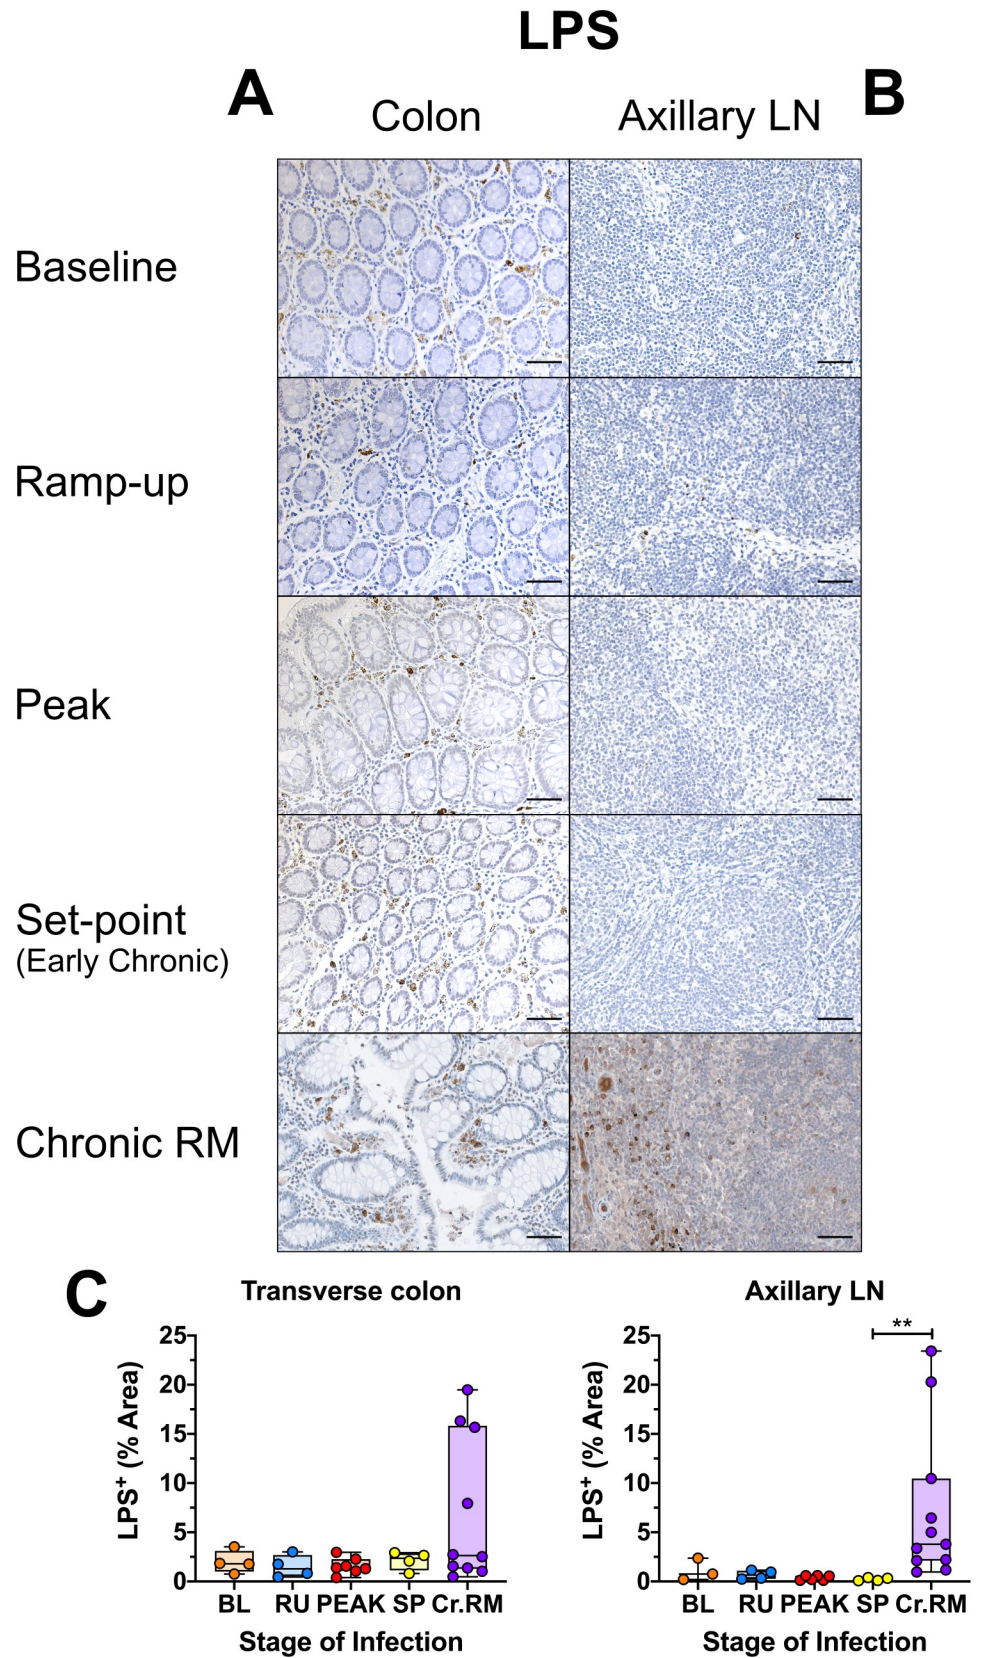 LPS
A
B
Colon
Axillary LN
Baseline
Ramp-up
Peak
Set-point
(Early Chronic)
Chronic RM
C
Transverse colon
LPS+ (% Area)
25
20
15
10
5
0
BL RU PEAK SP Cr.RM
Stage of Infection
Axillary LN
**
LPS+ (% Area)
25
20
15
10
5
0
BL RU PEAK SP Cr.RM
Stage of Infection